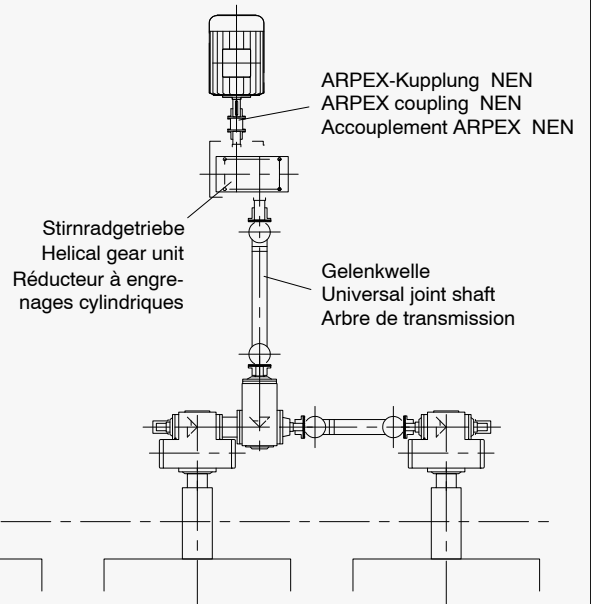 ARPEX-Kupplung NEN
ARPEX coupling NEN
Accouplement ARPEX NEN
Stirnradgetriebe
Helical gear unit
Réducteur à engre-
nages cylindriques
Gelenkwelle
Universal joint shaft
Arbre de transmission